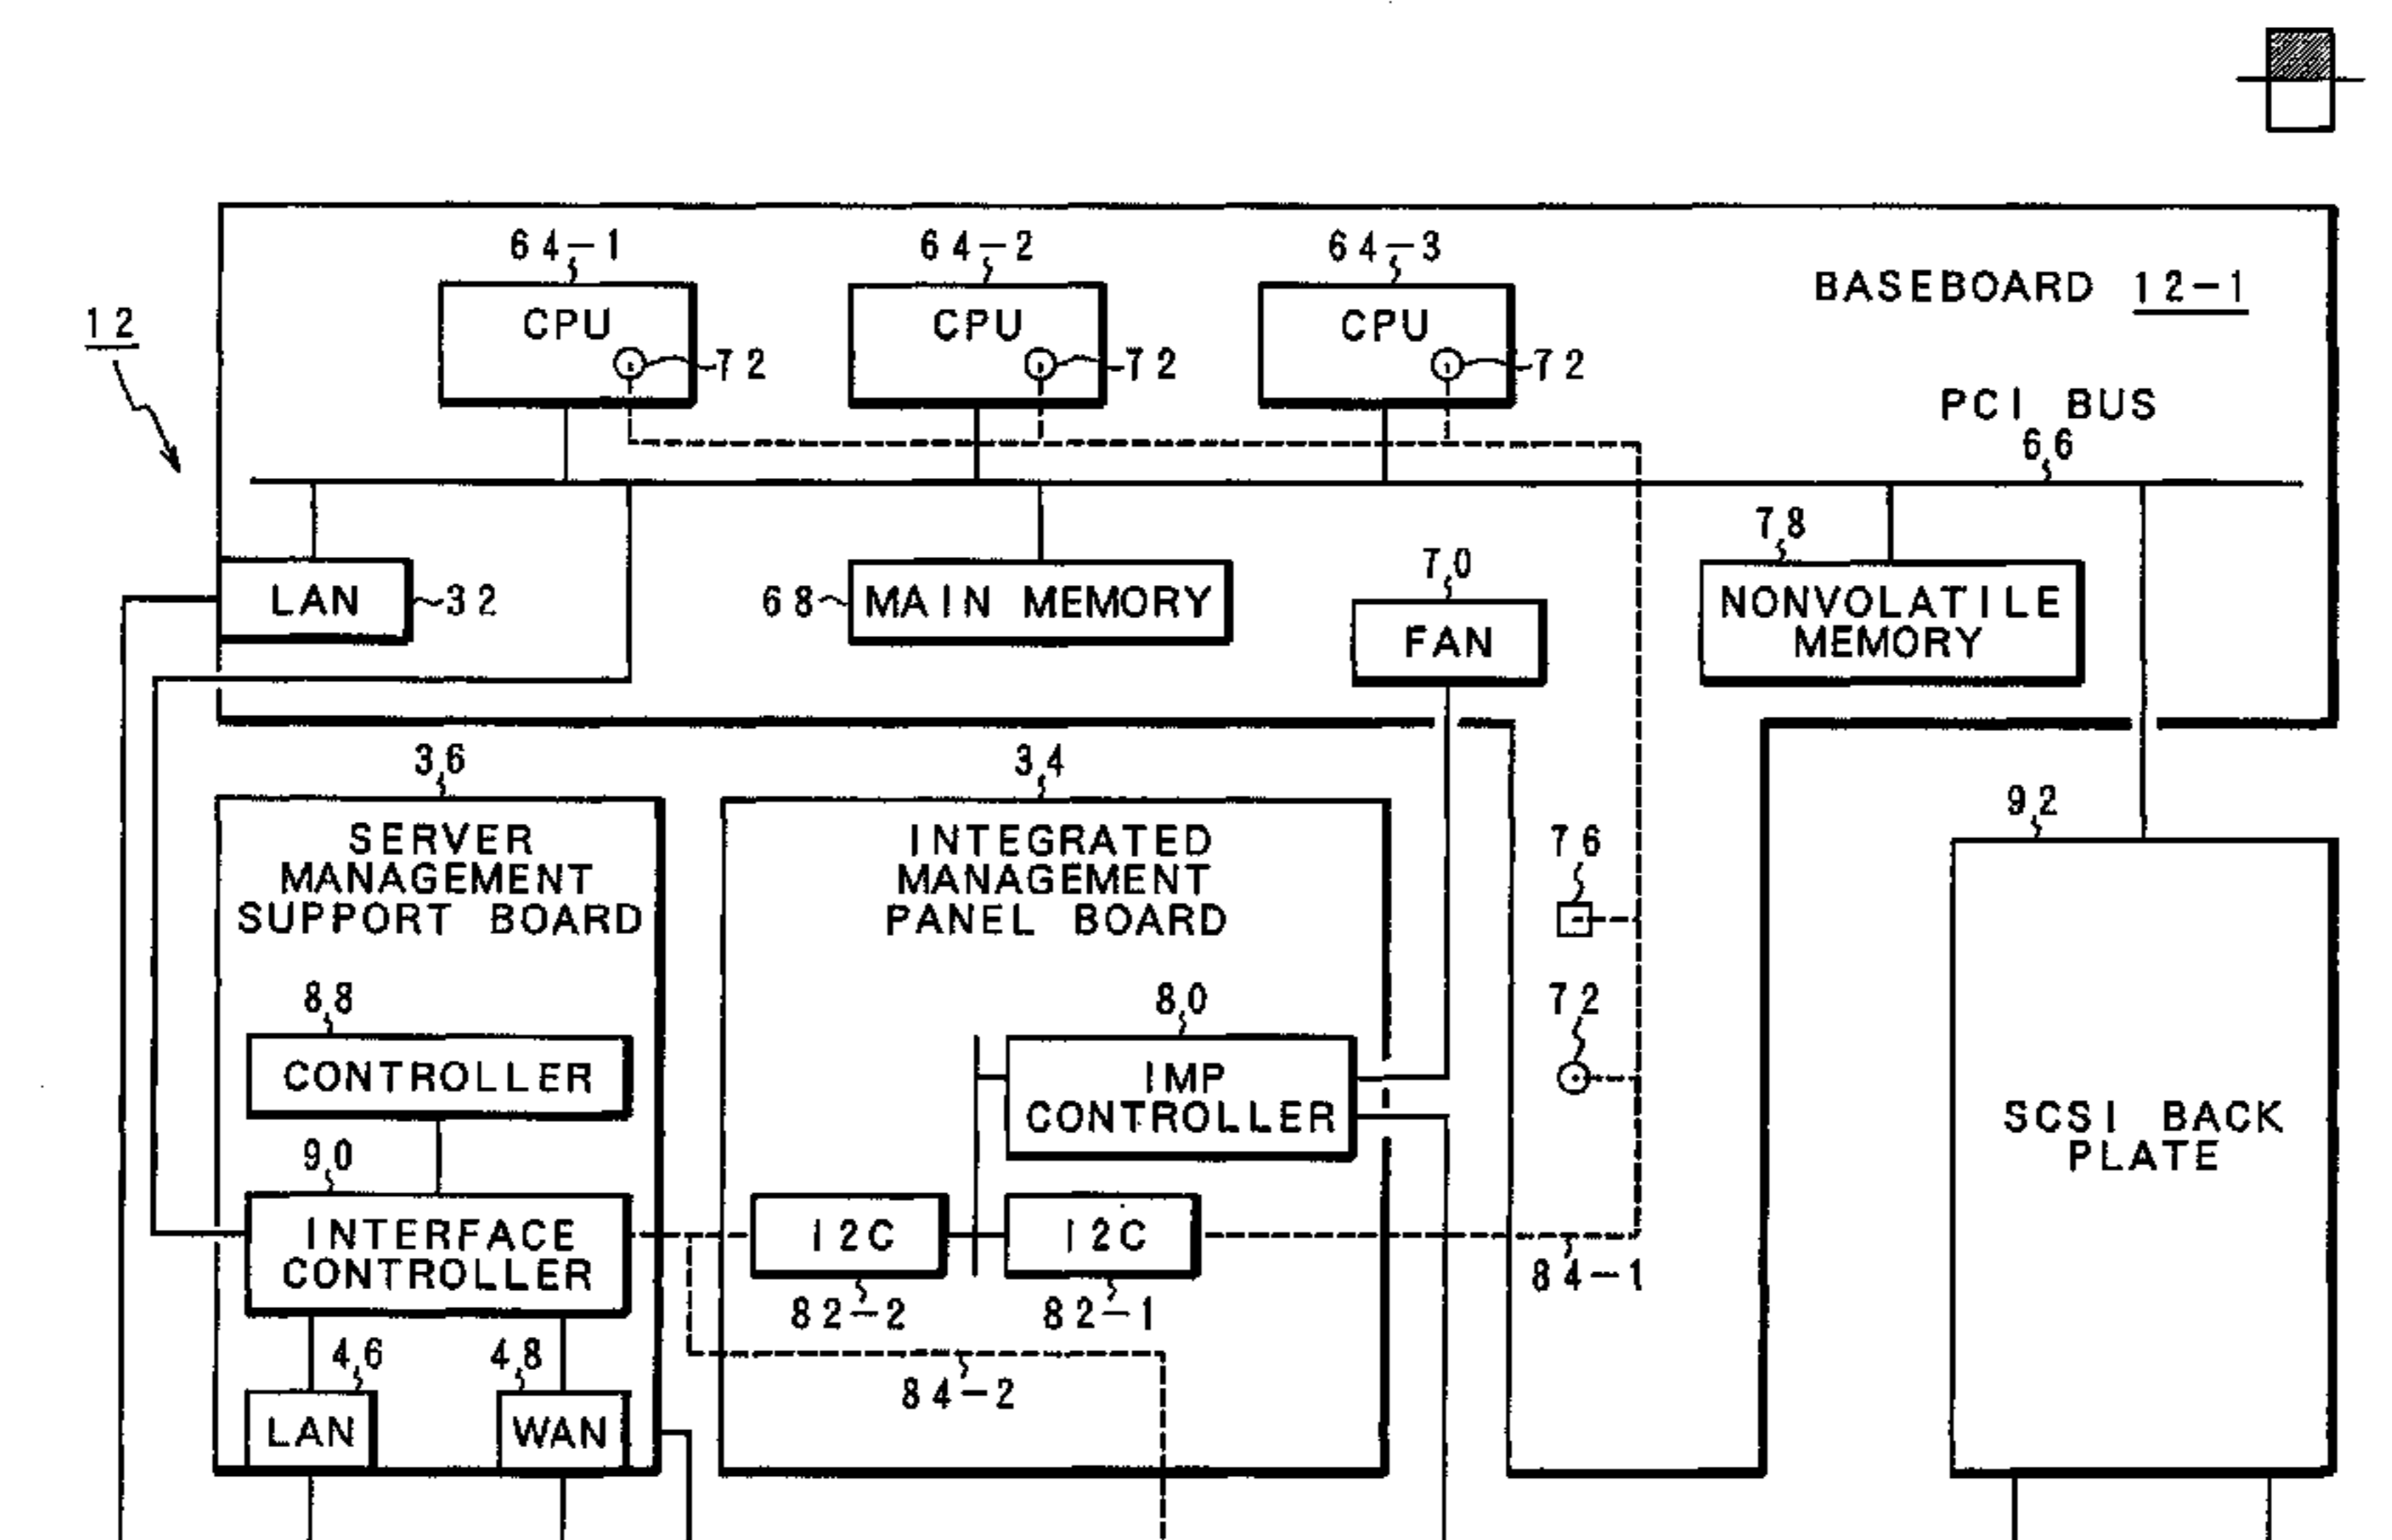 64-1
64-2
64-3
BASEBOARD 12-1
12
CPU
CPU
CPU
72
72
72
PCI BUS
66
78
70
LAN
32
68
MAIN MEMORY
NONVOLATILE
MEMORY
FAN
36
34
92
SERVER
MANAGEMENT
SUPPORT BOARD
INTEGRATED
MANAGEMENT
PANEL BOARD
76
88
80
72
CONTROLLER
IMP
CONTROLLER
SCSI BACK
PLATE
90
INTERFACE
CONTROLLER
I2C
I2C
84-1
82-2
82-1
46
48
84-2
LAN
WAN